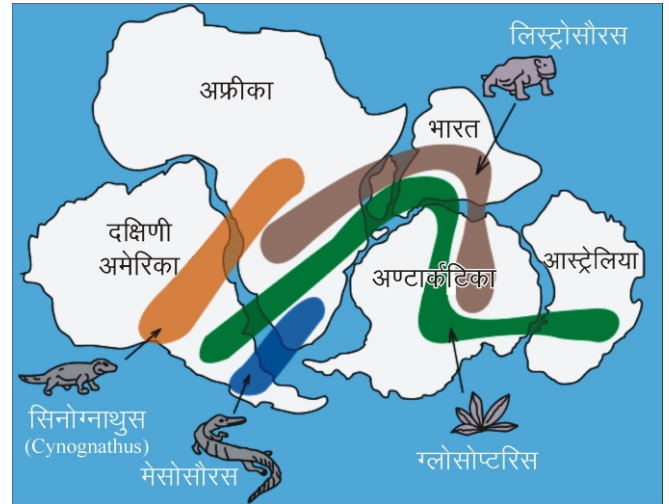 लिस्ट्रोसौरस
अफ्रीका
भारत
दक्षिणी
अमेरिका
अण्टार्कटिका
आस्ट्रेलिया
सिनोग्नाथुस
(Cynognathus)
मेसोसौरस
ग्लोसोप्टरिस